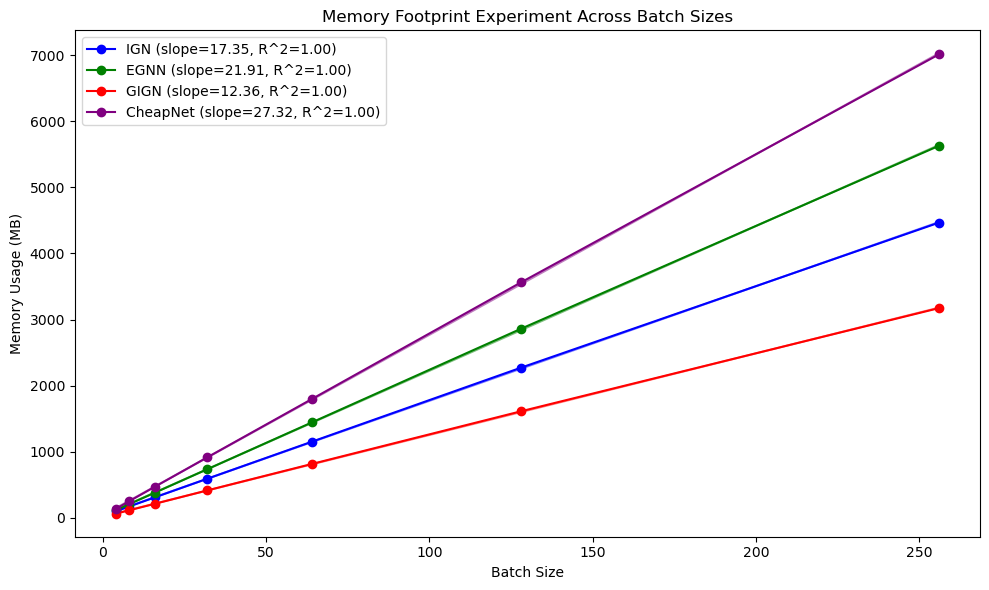 Memory Footprint Experiment Across Batch Sizes
IGN (slope=17.35, R^2=1.00)
EGNN (slope=21.91, R^2=1.00)
GIGN (slope=12.36, R^2=1.00)
CheapNet (slope=27.32, R^2=1.00)
Memory Usage (MB)
7000
6000
5000
4000
3000
2000
1000
0
0
50
100
150
200
250
Batch Size